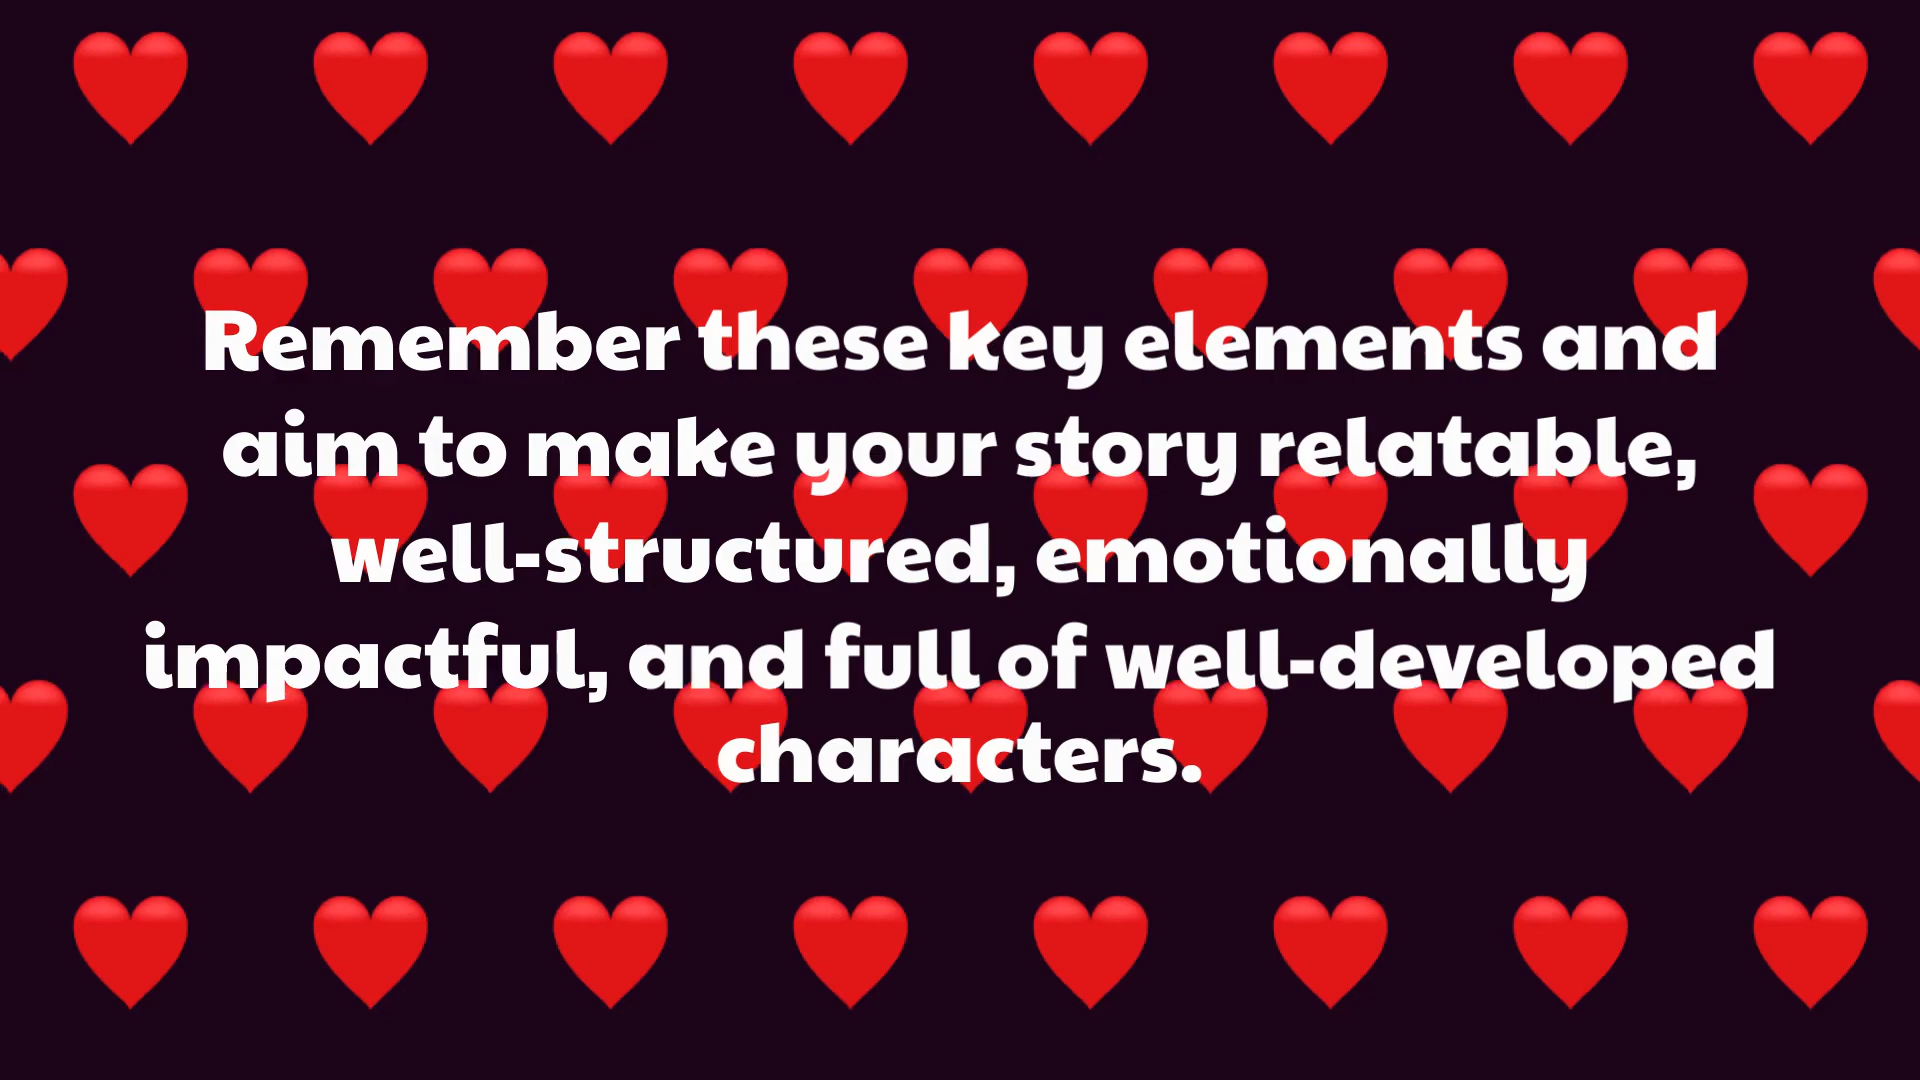 Remember these key elements and
aim to make your story relatable,
well-structured, emotionally
impactful, and full of well-developed
characters.